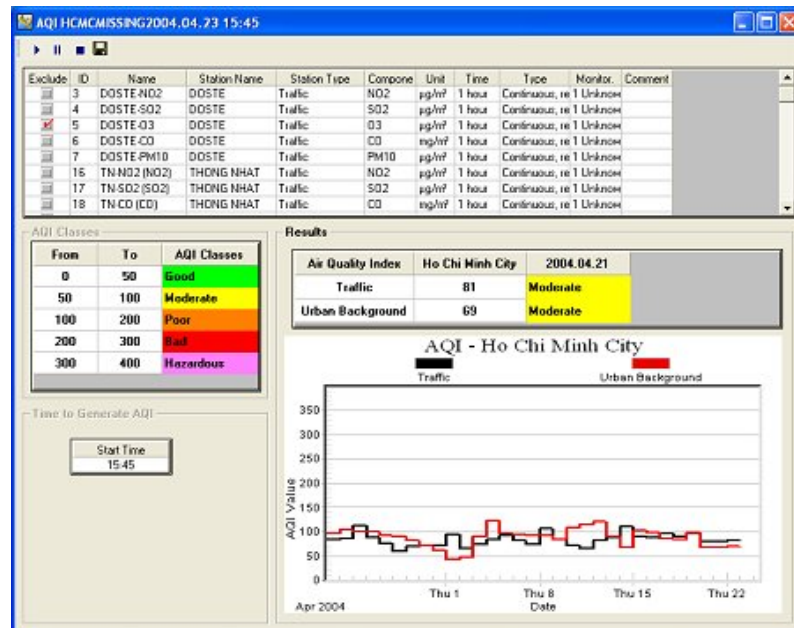 AQI HCMCMISSING2004.04.23 15:45
Exclude ID Name Station Name Station Type Compone Unit Time Type Monitor. Comment
3 DOSTE-NO2 DOSTE Traffic NO2 µg/m³ 1 hour Continuous, re 1 Unknow
4 DOSTE-SO2 DOSTE Traffic SO2 µg/m³ 1 hour Continuous, re 1 Unknow
5 DOSTE-O3 DOSTE Traffic O3 µg/m³ 1 hour Continuous, re 1 Unknow
6 DOSTE-CO DOSTE Traffic CO mg/m³ 1 hour Continuous, re 1 Unknow
7 DOSTE-PM10 DOSTE Traffic PM10 µg/m³ 1 hour Continuous, re 1 Unknow
16 TN-NO2 (NO2) THONG NHAT Traffic NO2 µg/m³ 1 hour Continuous, re 1 Unknow
17 TN-SO2 (SO2) THONG NHAT Traffic SO2 µg/m³ 1 hour Continuous, re 1 Unknow
18 TN-CO (CO) THONG NHAT Traffic CO mg/m³ 1 hour Continuous, re 1 Unknow
AQI Classes
From To AQI Classes
0 50 Good
50 100 Moderate
100 200 Poor
200 300 Bad
300 400 Hazardous
Time to Generate AQI
Start Time
15:45
Results
Air Quality Index Ho Chi Minh City 2004.04.21
Traffic 81 Moderate
Urban Background 69 Moderate
AQI - Ho Chi Minh City
Traffic Urban Background
350
300
250
200
150
100
50
0
AQI Value
Thu 1 Thu 8 Thu 15 Thu 22
Apr 2004 Date